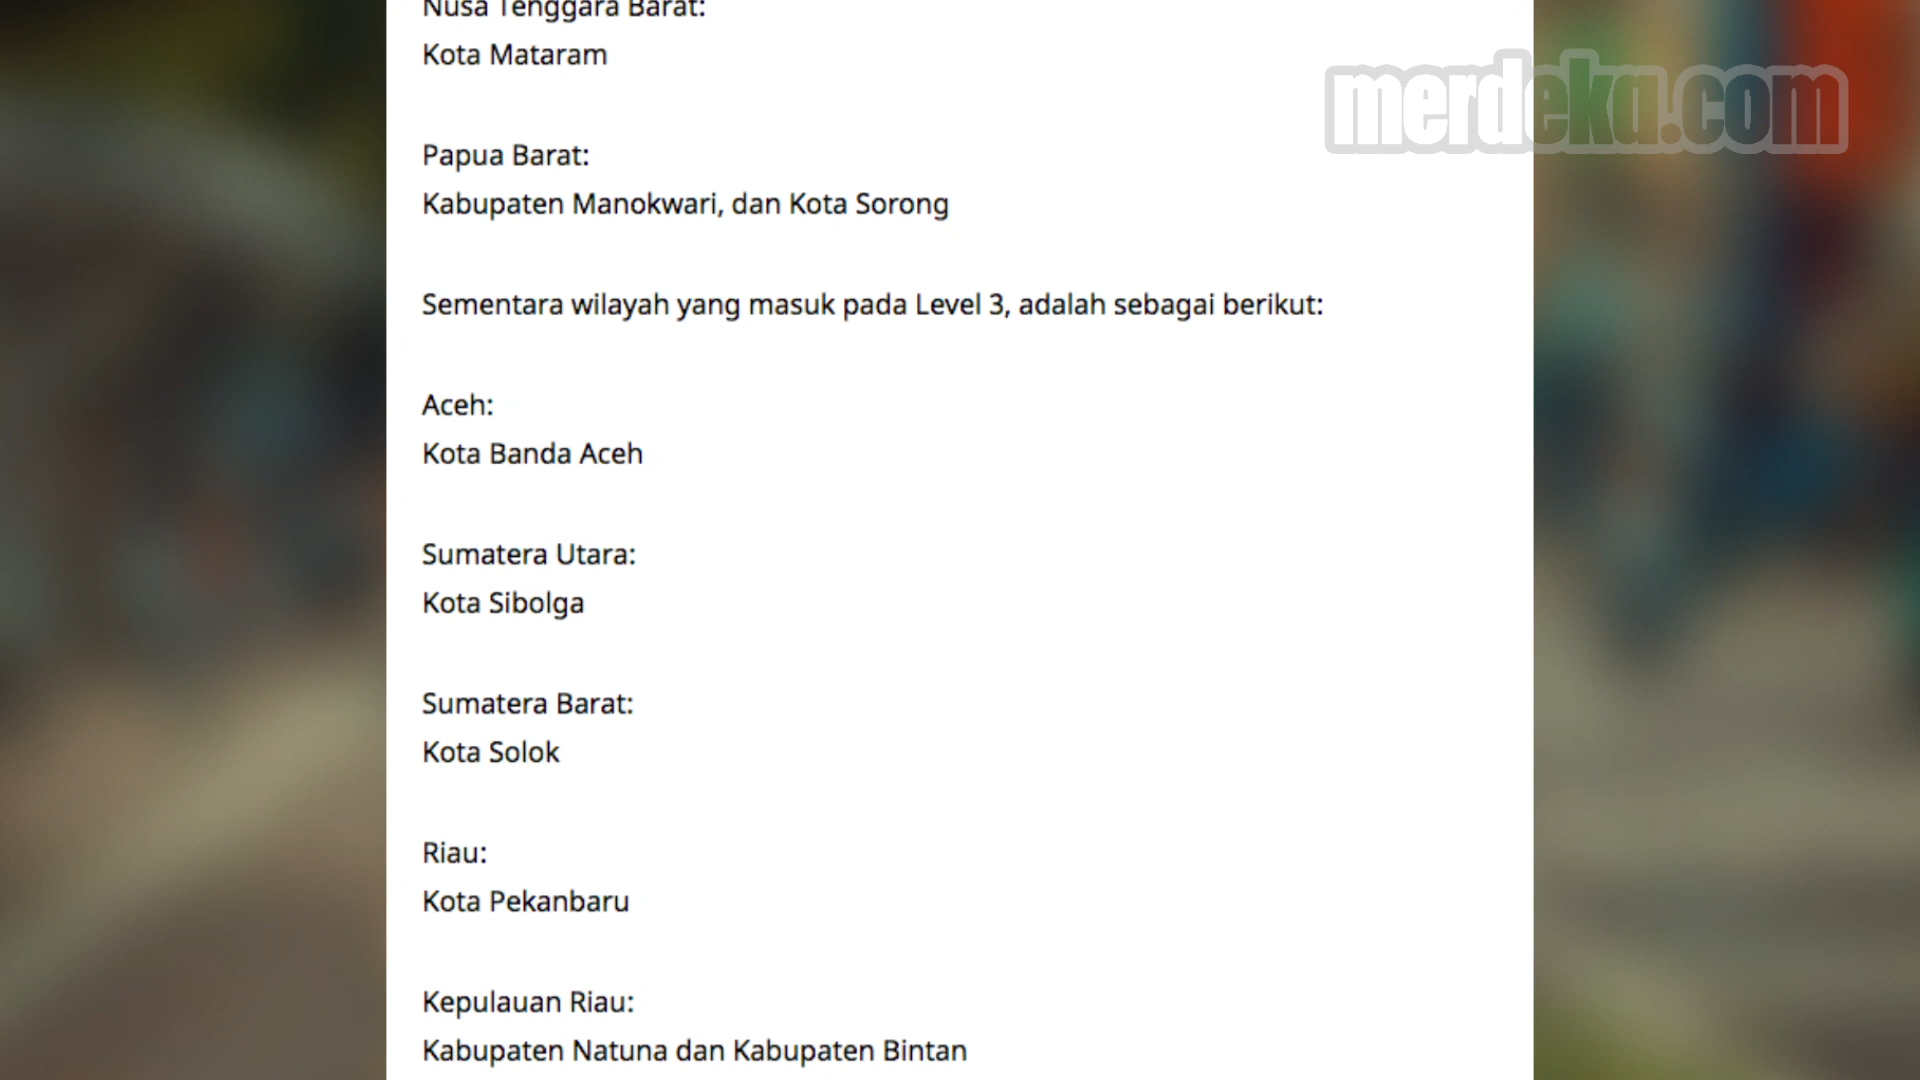 Nusa Tenggara Barat:
Kota Mataram
merdeka.com
Papua Barat:
Kabupaten Manokwari, dan Kota Sorong
Sementara wilayah yang masuk pada Level 3, adalah sebagai berikut:
Aceh:
Kota Banda Aceh
Sumatera Utara:
Kota Sibolga
Sumatera Barat:
Kota Solok
Riau:
Kota Pekanbaru
Kepulauan Riau:
Kabupaten Natuna dan Kabupaten Bintan